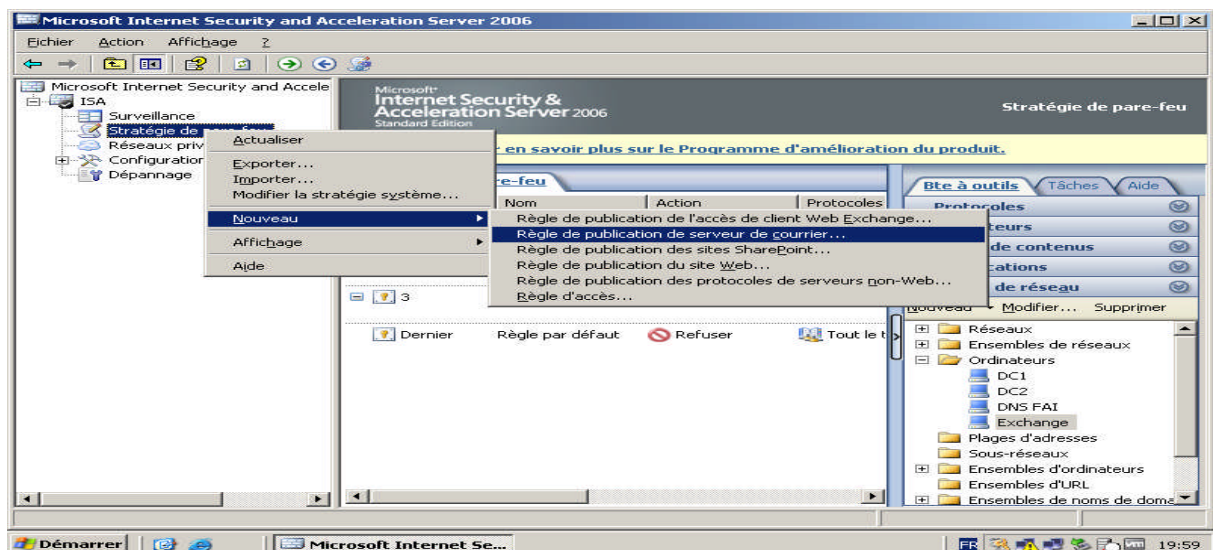 Microsoft Internet Security and Acceleration Server 2006
Fichier Action Affichage ?
Microsoft Internet Security and Accele
ISA
Surveillance
Stratégie de pare-feu
Réseaux priv
Configuration
Dépannage
Microsoft
Internet Security &
Acceleration Server 2006
Standard Edition
Stratégie de pare-feu
en savoir plus sur le Programme d'amélioration du produit.
Actualiser
Exporter...
Importer...
Modifier la stratégie système...
Nouveau
Affichage
Aide
re-feu
Nom Action Protocoles
Règle de publication de l'accès de client Web Exchange...
Règle de publication de serveur de courrier...
Règle de publication des sites SharePoint...
Règle de publication du site Web...
Règle de publication des protocoles de serveurs non-Web...
Règle d'accès...
3
Dernier Règle par défaut Refuser Tout le t
Bte à outils Tâches Aide
Protocoles
teurs
de contenus
cations
de réseau
Nouveau Modifier... Supprimer
Réseaux
Ensembles de réseaux
Ordinateurs
DC1
DC2
DNS FAI
Exchange
Plages d'adresses
Sous-réseaux
Ensembles d'ordinateurs
Ensembles d'URL
Ensembles de noms de doma
Démarrer Microsoft Internet Se... FR 19:59